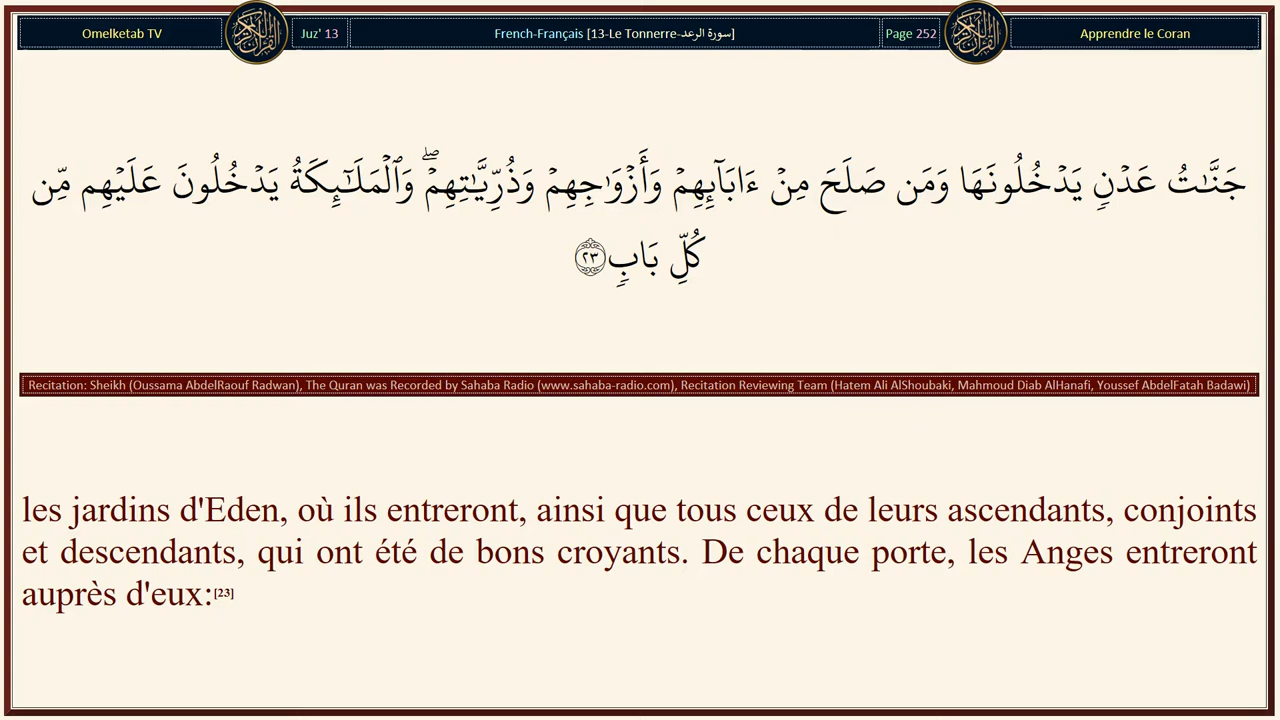 Omelketab TV
Juz' 13
French-Français [13-Le Tonnerre-سورة الرعد]
Page 252
Apprendre le Coran
جَنَّـٰتُ عَدۡنٖ يَدۡخُلُونَهَا وَمَن صَلَحَ مِنۡ ءَابَآئِهِمۡ وَأَزۡوَٰجِهِمۡ وَذُرِّيَّـٰتِهِمۡۖ وَٱلۡمَلَـٰٓئِكَةُ يَدۡخُلُونَ عَلَيۡهِم مِّن
كُلِّ بَابٖ ٢٣
Recitation: Sheikh (Oussama AbdelRaouf Radwan), The Quran was Recorded by Sahaba Radio (www.sahaba-radio.com), Recitation Reviewing Team (Hatem Ali AlShoubaki, Mahmoud Diab AlHanafi, Youssef AbdelFatah Badawi)
les jardins d'Eden, où ils entreront, ainsi que tous ceux de leurs ascendants, conjoints
et descendants, qui ont été de bons croyants. De chaque porte, les Anges entreront
auprès d'eux:[23]